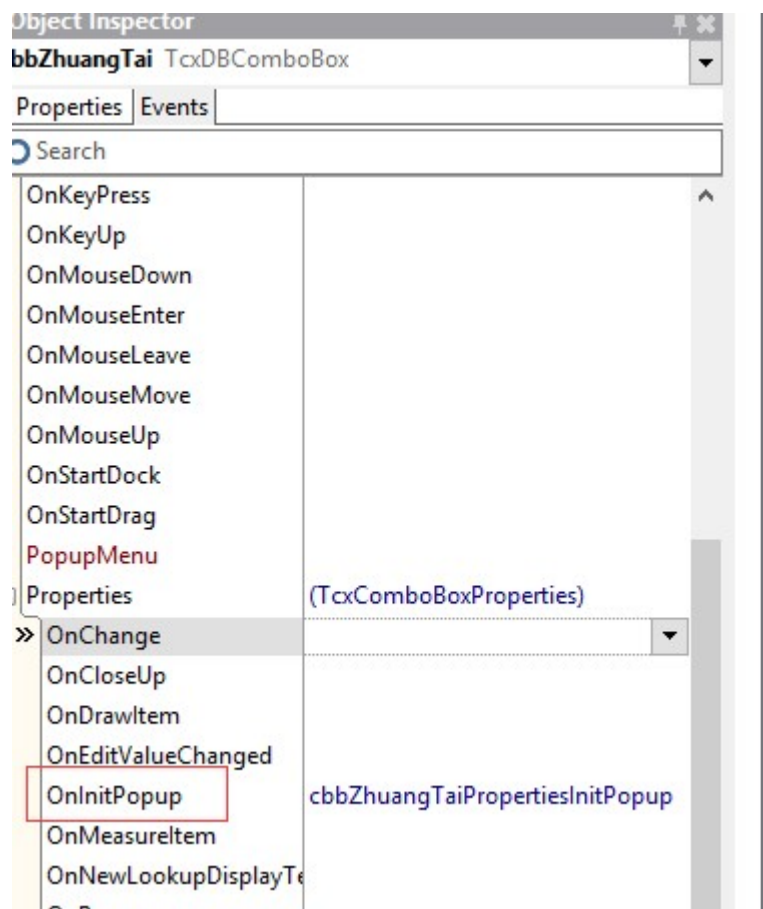 Object Inspector
bbZhuangTai TcxDBComboBox
Properties Events
Search
OnKeyPress
OnKeyUp
OnMouseDown
OnMouseEnter
OnMouseLeave
OnMouseMove
OnMouseUp
OnStartDock
OnStartDrag
PopupMenu
Properties (TcxComboBoxProperties)
OnChange
OnCloseUp
OnDrawItem
OnEditValueChanged
OnInitPopup cbbZhuangTaiPropertiesInitPopup
OnMeasureItem
OnNewLookupDisplayTe